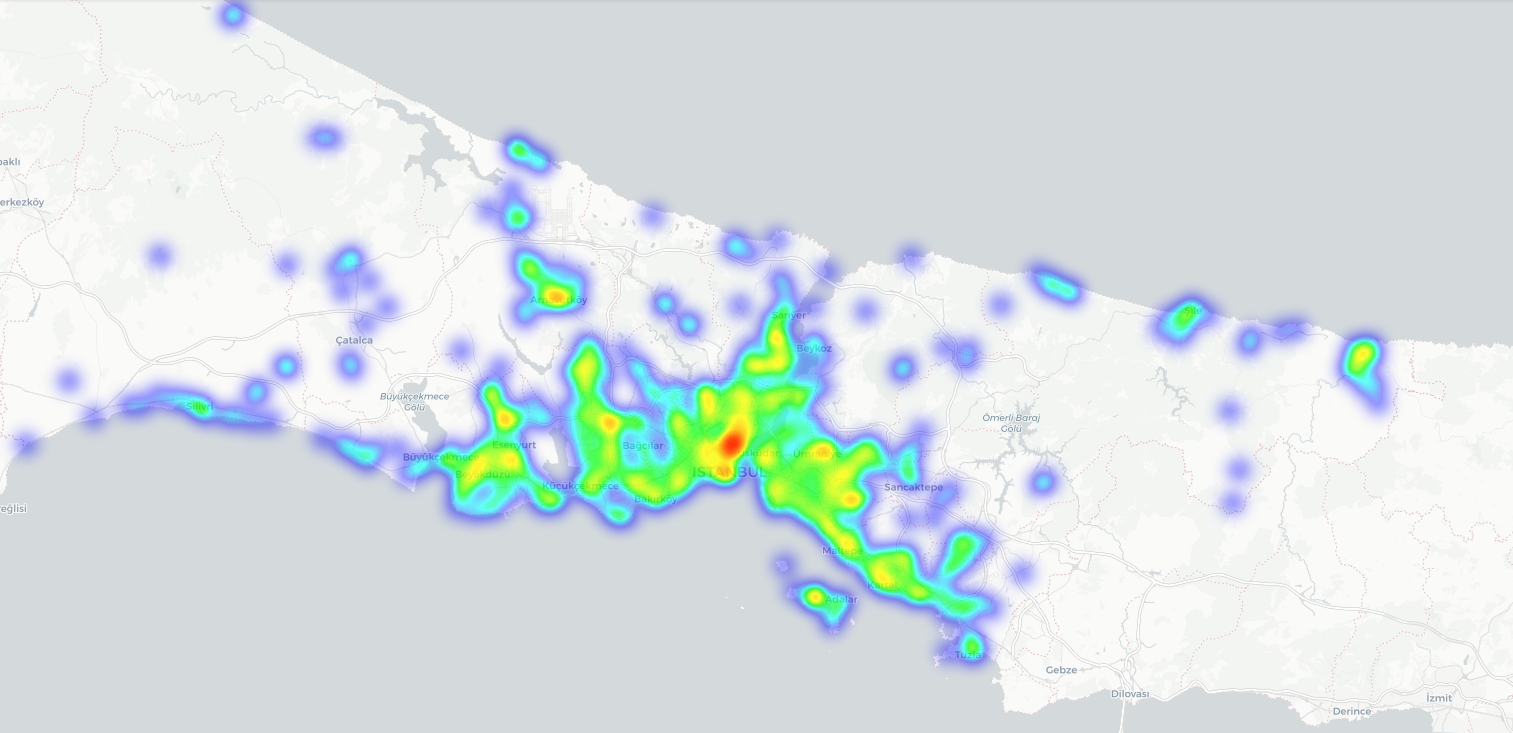 paklı
erkezköy
Arnavutköy
Sarıyer
Şile
Çatalca
Beykoz
Büyükçekmece
Gölü
Silivri
Ömerli Baraj
Gölü
Esenyurt
Bağcılar
Üsküdar
Ümraniye
Büyükçekmece
Beylikdüzü
İSTANBUL
Küçükçekmece
Bakırköy
Sancaktepe
eğlisi
Maltepe
Kartal
Adalar
Tuzla
Gebze
Dilovası
İzmit
Derince